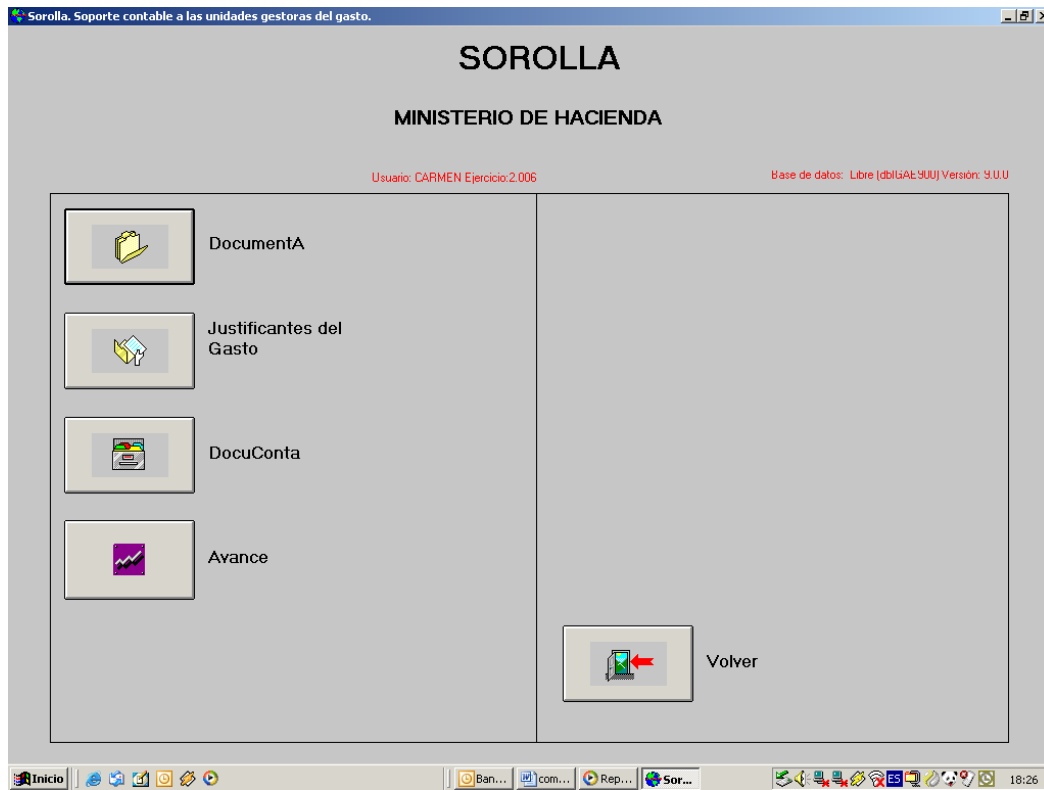 Sorolla. Soporte contable a las unidades gestoras del gasto.
SOROLLA
MINISTERIO DE HACIENDA
Usuario: CARMEN Ejercicio:2.006
Base de datos: Libre (dbIGAE900) Versión: 9.0.0
DocumentA
Justificantes del
Gasto
DocuConta
Avance
Volver
Inicio
Ban...
com...
Rep...
Sor...
ES
18:26